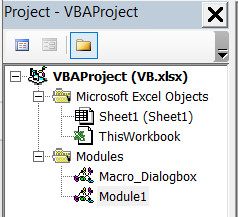 Project - VBAProject
VBAProject (VB.xlsx)
Microsoft Excel Objects
Sheet1 (Sheet1)
ThisWorkbook
Modules
Macro_Dialogbox
Module1